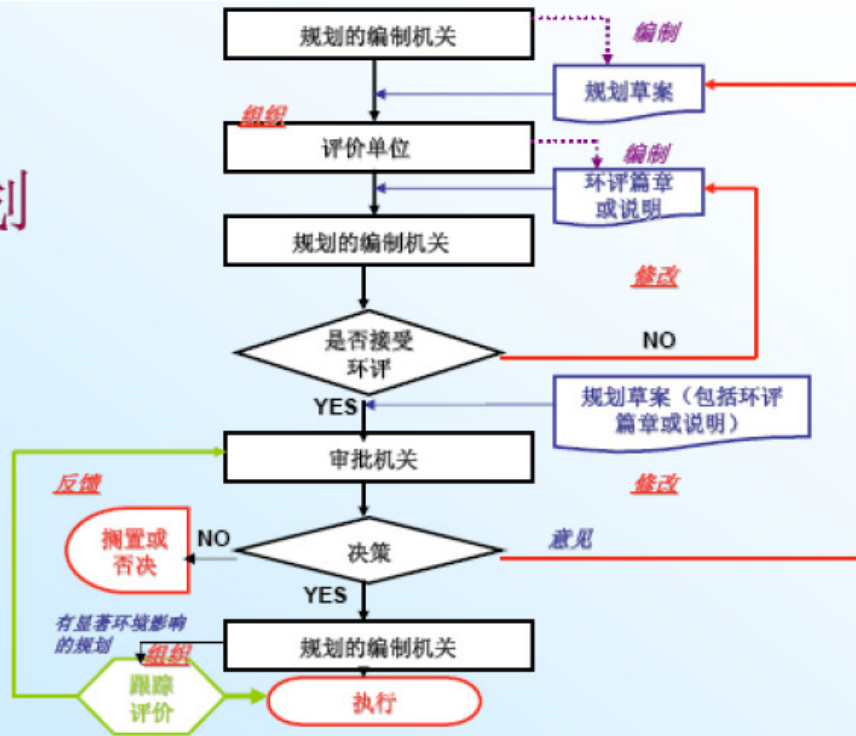 规划的编制机关
编制
规划草案
组织
评价单位
编制
环评篇章
或说明
划
规划的编制机关
修改
是否接受
环评
NO
YES
规划草案（包括环评
篇章或说明）
审批机关
反馈
修改
搁置或
否决
NO
决策
意见
YES
有显著环境影响
的规划
组织
规划的编制机关
跟踪
评价
执行